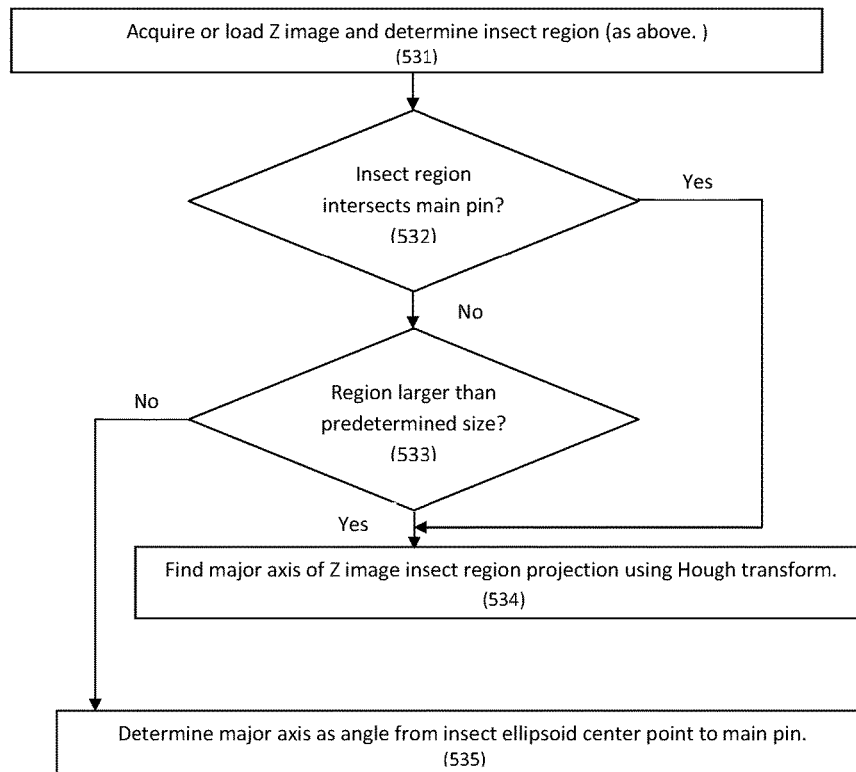 Acquire or load Z image and determine insect region (as above. )
(531)
Insect region
intersects main pin?
(532)
Yes
No
Region larger than
predetermined size?
(533)
No
Yes
Find major axis of Z image insect region projection using Hough transform.
(534)
Determine major axis as angle from insect ellipsoid center point to main pin.
(535)